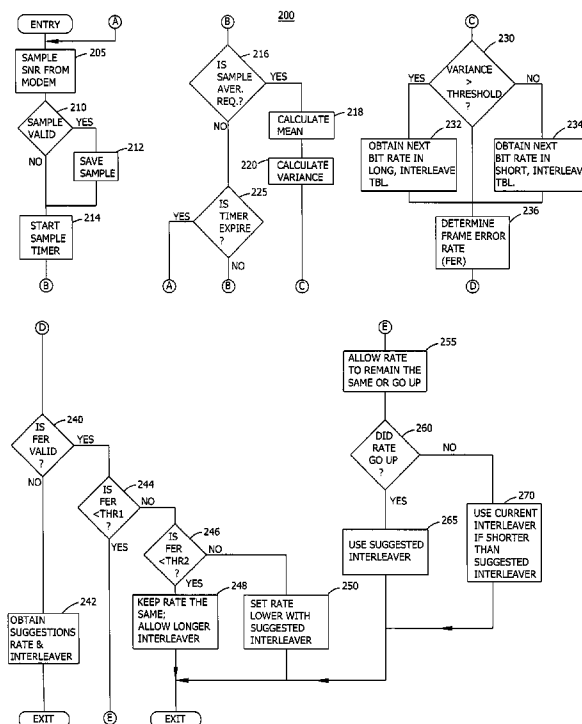 200
ENTRY
A
SAMPLE
SNR FROM
MODEM
205
SAMPLE
VALID
210
YES
NO
SAVE
SAMPLE
212
START
SAMPLE
TIMER
214
B
B
IS
SAMPLE
AVER.
REQ.?
216
YES
NO
CALCULATE
MEAN
218
CALCULATE
VARIANCE
220
IS
TIMER
EXPIRE
?
225
YES
NO
A
B
C
C
VARIANCE
>
THRESHOLD
?
230
YES
NO
OBTAIN NEXT
BIT RATE IN
LONG, INTERLEAVE
TBL.
232
OBTAIN NEXT
BIT RATE IN
SHORT, INTERLEAVE
TBL.
234
DETERMINE
FRAME ERROR
RATE
(FER)
236
D
D
IS
FER
VALID
?
240
YES
NO
OBTAIN
SUGGESTIONS
RATE &
INTERLEAVER
242
EXIT
IS
FER
<THR1
?
244
NO
YES
E
IS
FER
<THR2
?
246
NO
YES
KEEP RATE THE
SAME;
ALLOW LONGER
INTERLEAVER
248
SET RATE
LOWER WITH
SUGGESTED
INTERLEAVER
250
EXIT
E
ALLOW RATE
TO REMAIN THE
SAME OR GO UP
255
DID
RATE
GO UP
?
260
NO
YES
USE SUGGESTED
INTERLEAVER
265
USE CURRENT
INTERLEAVER
IF SHORTER
THAN
SUGGESTED
INTERLEAVER
270